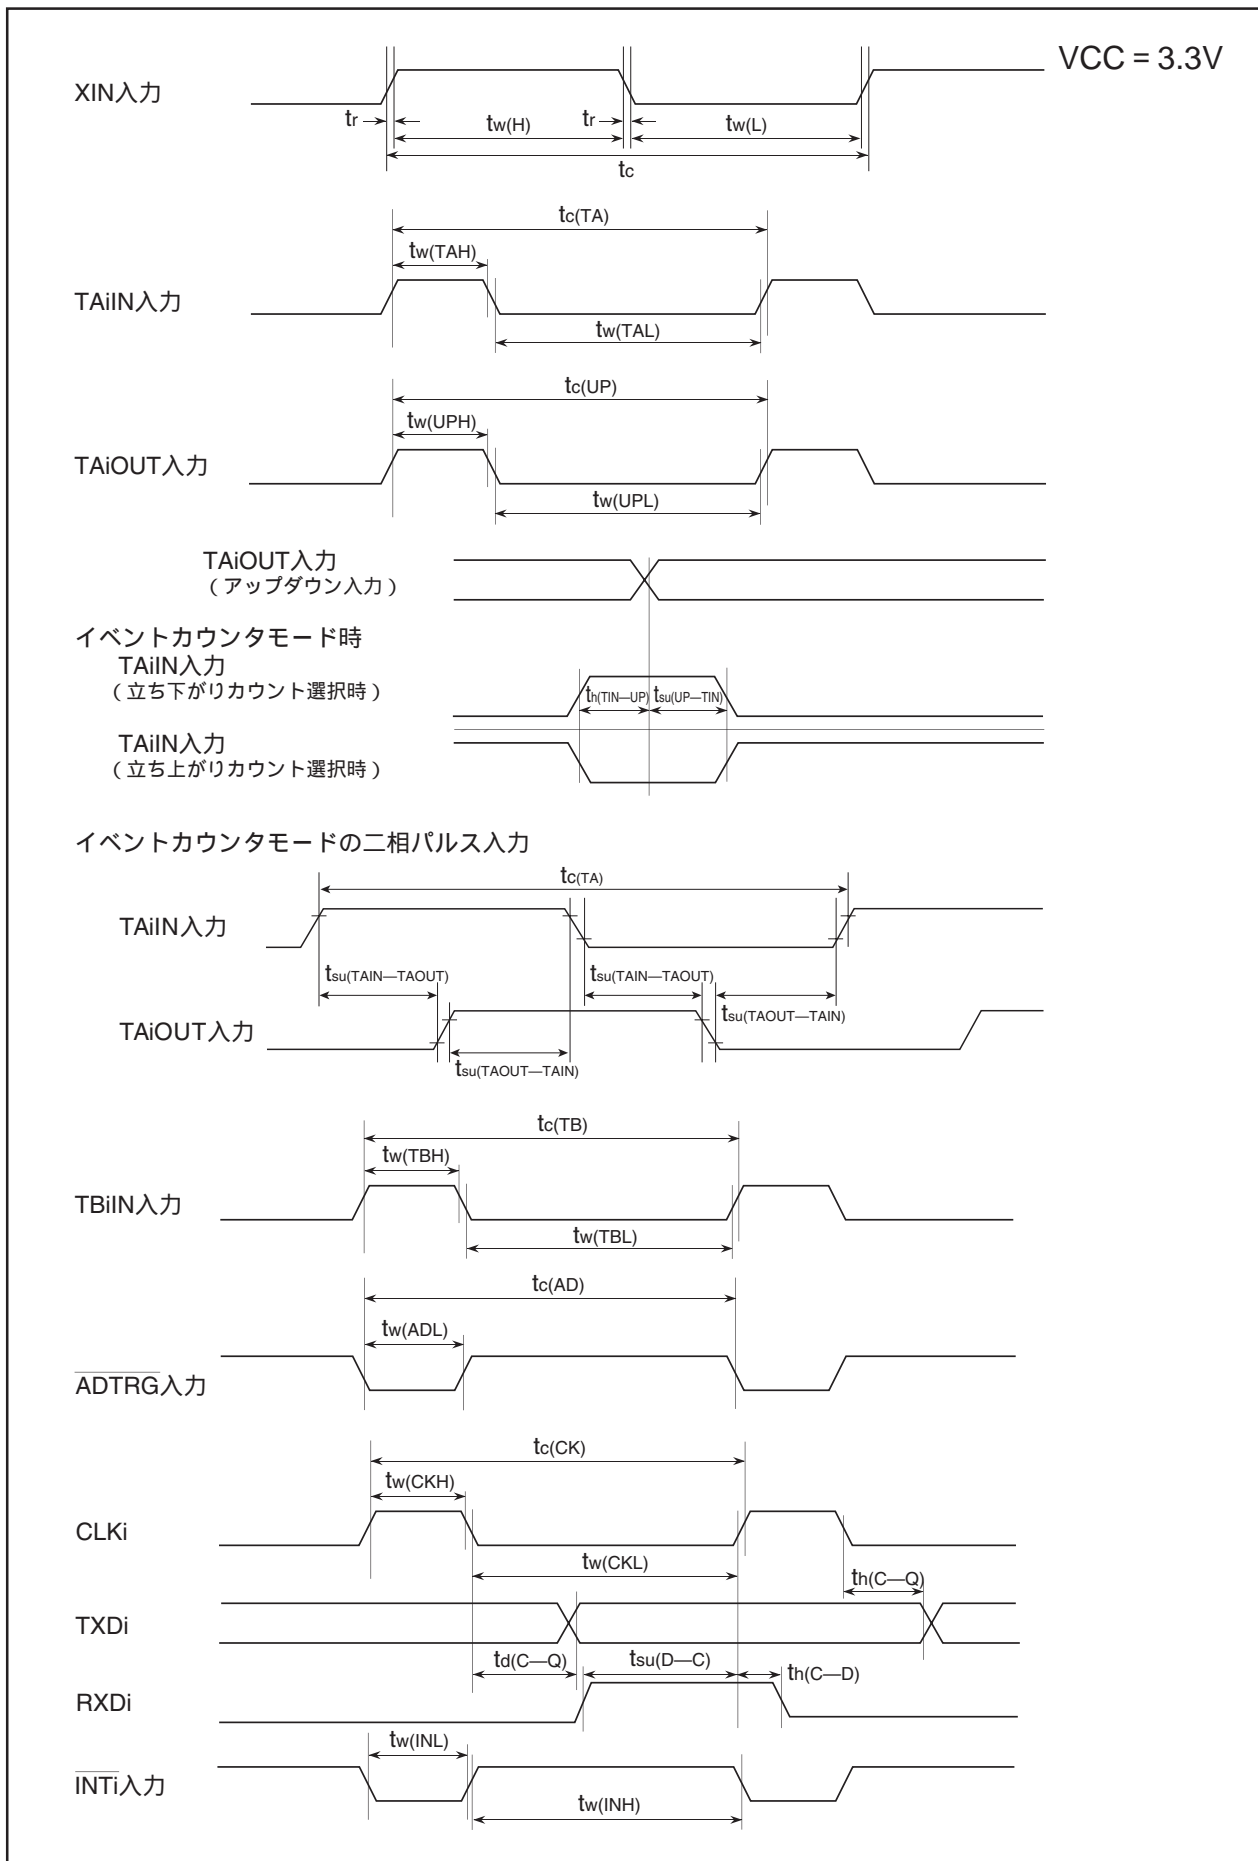 VCC = 3.3V
XIN入力
tr
tw(H)
tr
tw(L)
tc
tc(TA)
tw(TAH)
TAiIN入力
tw(TAL)
tc(UP)
tw(UPH)
TAiOUT入力
tw(UPL)
TAiOUT入力
(アップダウン入力)
イベントカウンタモード時
TAiIN入力
(立ち下がりカウント選択時)
th(TIN—UP)
tsu(UP—TIN)
TAiIN入力
(立ち上がりカウント選択時)
イベントカウンタモードの二相パルス入力
tc(TA)
TAiIN入力
tsu(TAIN—TAOUT)
tsu(TAIN—TAOUT)
tsu(TAOUT—TAIN)
TAiOUT入力
tsu(TAOUT—TAIN)
tc(TB)
tw(TBH)
TBiIN入力
tw(TBL)
tc(AD)
tw(ADL)
ADTRG入力
tc(CK)
tw(CKH)
CLKi
tw(CKL)
th(C—Q)
TXDi
td(C—Q)
tsu(D—C)
th(C—D)
RXDi
tw(INL)
INTi入力
tw(INH)